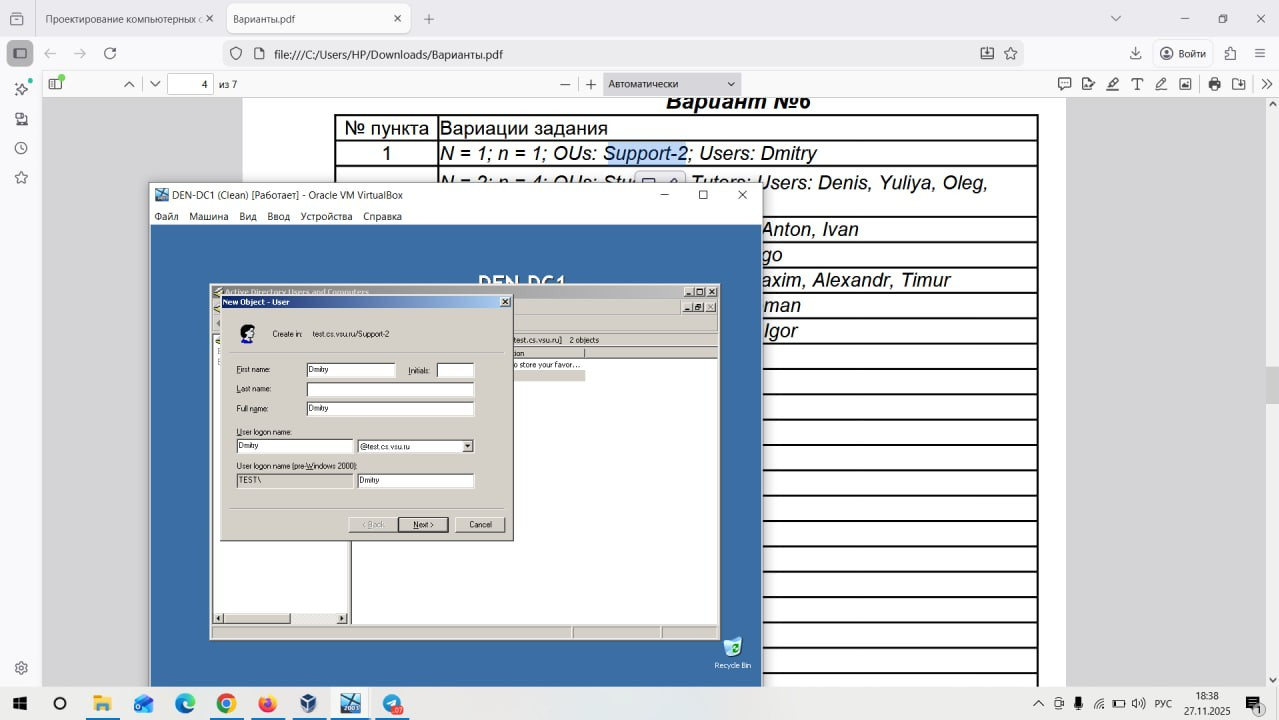 Проектирование компьютерных с
Варианты.pdf
file:///C:/Users/HP/Downloads/Варианты.pdf
Войти
4 из 7
Автоматически
Вариант №6
№ пункта Вариации задания
1 N = 1; n = 1; OUs: Support-2; Users: Dmitry
Users: Denis, Yuliya, Oleg,
Anton, Ivan
go
axim, Alexandr, Timur
man
Igor
DEN-DC1 (Clean) [Работает] - Oracle VM VirtualBox
Файл Машина Вид Ввод Устройства Справка
DEN-DC1
Active Directory Users and Computers
New Object - User
Create in: test.cs.vsu.ru/Support-2
test.cs.vsu.ru] 2 objects
ion
o store your favor...
First name: Dmitry Initials:
Last name:
Full name: Dmitry
User logon name:
Dmitry @test.cs.vsu.ru
User logon name (pre-Windows 2000):
TEST\ Dmitry
< Back Next > Cancel
Recycle Bin
РУС
18:38
27.11.2025